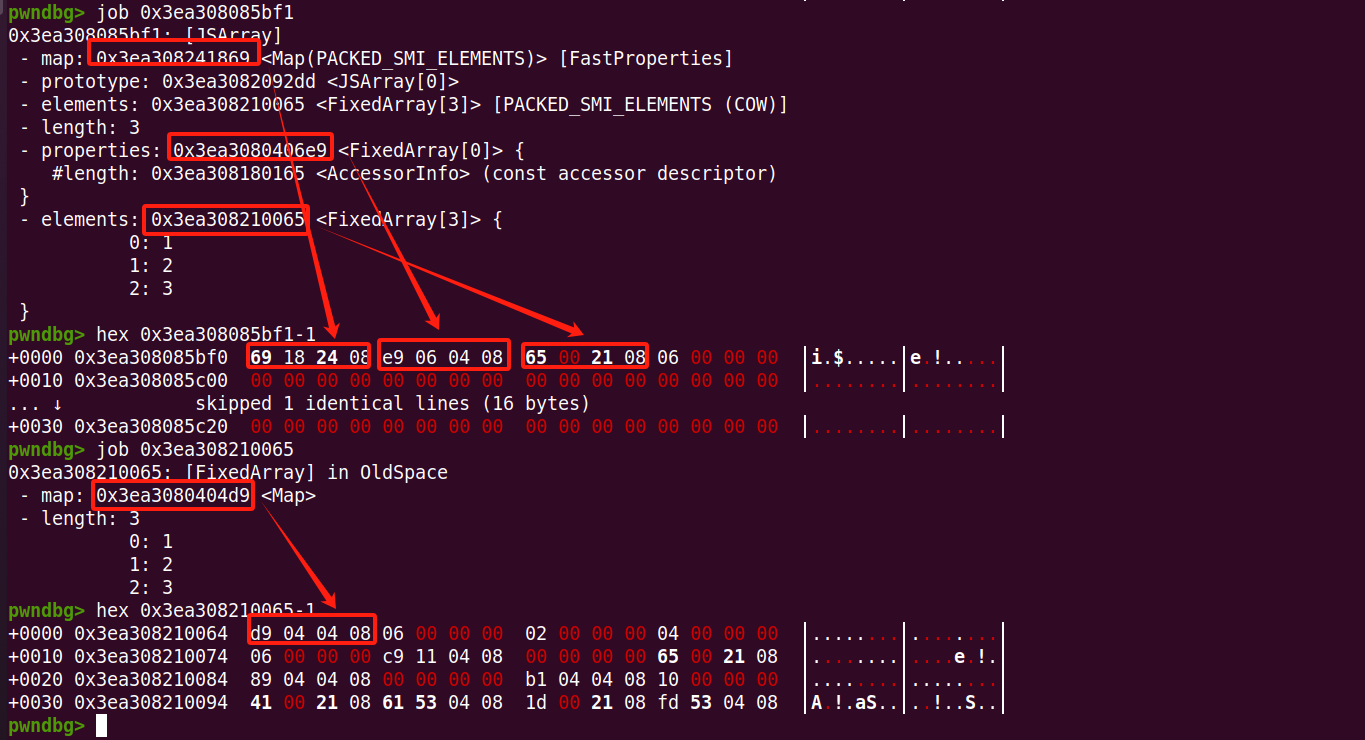 pwndbg> job 0x3ea308085bf1
0x3ea308085bf1: [JSArray]
 - map: 0x3ea308241869 <Map(PACKED_SMI_ELEMENTS)> [FastProperties]
 - prototype: 0x3ea3082092dd <JSArray[0]>
 - elements: 0x3ea308210065 <FixedArray[3]> [PACKED_SMI_ELEMENTS (COW)]
 - length: 3
 - properties: 0x3ea3080406e9 <FixedArray[0]> {
    #length: 0x3ea308180165 <AccessorInfo> (const accessor descriptor)
 }
 - elements: 0x3ea308210065 <FixedArray[3]> {
           0: 1
           1: 2
           2: 3
 }
pwndbg> hex 0x3ea308085bf1-1
+0000 0x3ea308085bf0  69 18 24 08 e9 06 04 08  65 00 21 08 06 00 00 00  |i.$.....|e.!.....|
+0010 0x3ea308085c00  00 00 00 00 00 00 00 00  00 00 00 00 00 00 00 00  |........|........|
... ↓            skipped 1 identical lines (16 bytes)
+0030 0x3ea308085c20  00 00 00 00 00 00 00 00  00 00 00 00 00 00 00 00  |........|........|
pwndbg> job 0x3ea308210065
0x3ea308210065: [FixedArray] in OldSpace
 - map: 0x3ea3080404d9 <Map>
 - length: 3
           0: 1
           1: 2
           2: 3
pwndbg> hex 0x3ea308210065-1
+0000 0x3ea308210064  d9 04 04 08 06 00 00 00  02 00 00 00 04 00 00 00  |........|........|
+0010 0x3ea308210074  06 00 00 00 c9 11 04 08  00 00 00 00 65 00 21 08  |........|....e.!.|
+0020 0x3ea308210084  89 04 04 08 00 00 00 00  b1 04 04 08 10 00 00 00  |........|........|
+0030 0x3ea308210094  41 00 21 08 61 53 04 08  1d 00 21 08 fd 53 04 08  |A.!.aS..|..!..S..|
pwndbg>